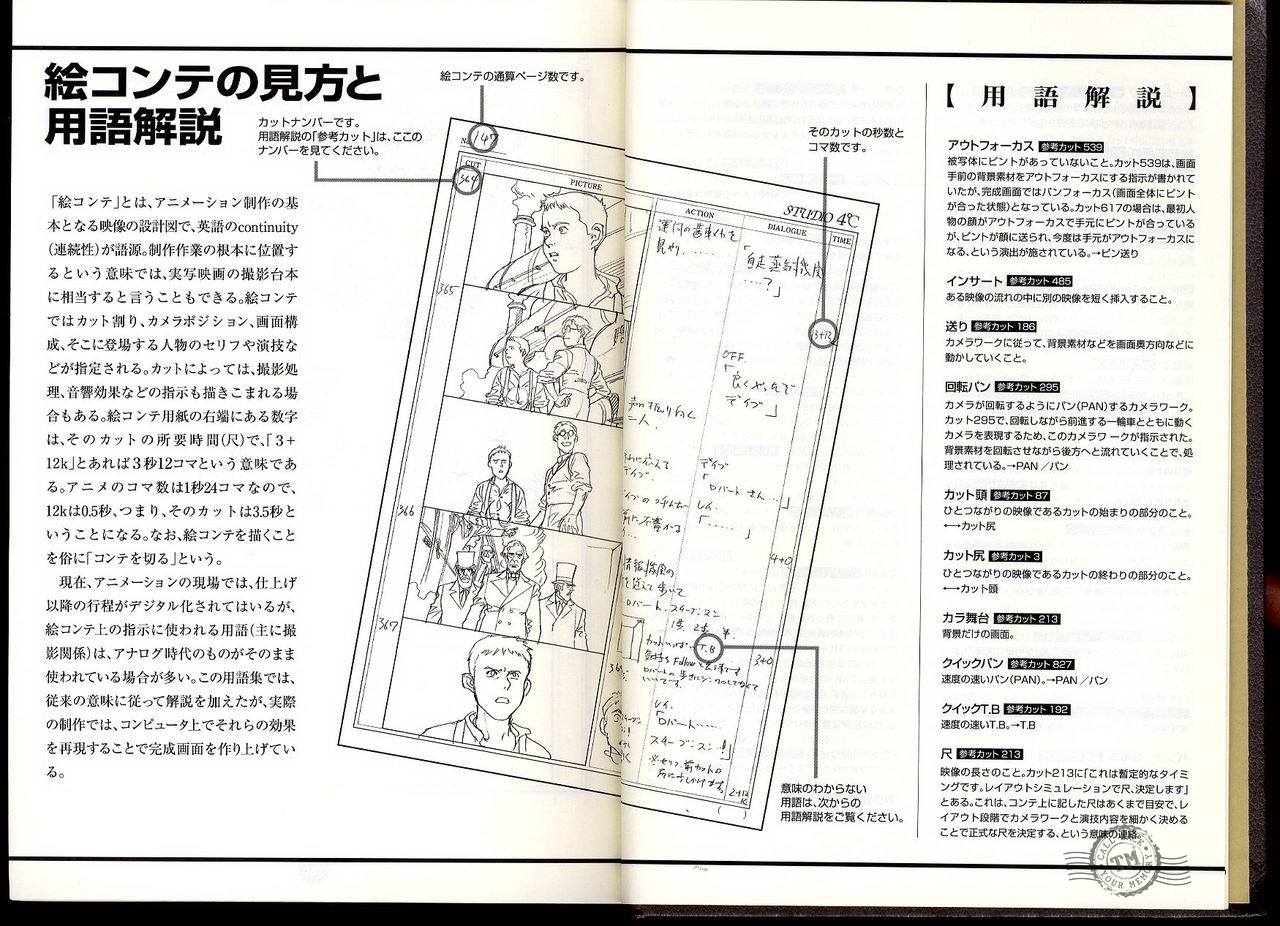 絵コンテの見方と
用語解説
絵コンテの通算ページ数です。
カットナンバーです。
用語解説の「参考カット」は、ここの
ナンバーを見てください。
「絵コンテ」とは、アニメーション制作の基
本となる映像の設計図で、英語のcontinuity
（連続性）が語源。制作作業の根本に位置す
るという意味では、実写映画の撮影台本
に相当すると言うこともできる。絵コンテ
ではカット割り、カメラポジション、画面構
成、そこに登場する人物のセリフや演技な
どが指定される。カットによっては、撮影処
理、音響効果などの指示も描きこまれる場
合もある。絵コンテ用紙の右端にある数字
は、そのカットの所要時間（尺）で、「3＋
12k」とあれば3秒12コマという意味であ
る。アニメのコマ数は1秒24コマなので、
12kは0.5秒、つまり、そのカットは3.5秒と
いうことになる。なお、絵コンテを描くこと
を俗に「コンテを切る」という。
現在、アニメーションの現場では、仕上げ
以降の行程がデジタル化されてはいるが、
絵コンテ上の指示に使われる用語（主に撮
影関係）は、アナログ時代のものがそのまま
使われている場合が多い。この用語集では、
従来の意味に従って解説を加えたが、実際
の制作では、コンピュータ上でそれらの効果
を再現することで完成画面を作り上げてい
る。
No. 147
CUT
PICTURE
ACTION
DIALOGUE
TIME
STUDIO 4℃
364
365
366
367
運河の歯車くれを
見やり、……
「自走蒸気機関
……？」
3+12
OFF.
「良くやったぞ
デイブ」
二人.
デイブ
「ロバートさん…」
レイ.
「……」
4+0
ロバート.スチーブンスン.
T.B
3+0
レイ.
「ロバート……
スチーブンスン!」
2+12
そのカットの秒数と
コマ数です。
意味のわからない
用語は、次からの
用語解説をご覧ください。
【用語解説】
アウトフォーカス 参考カット539
被写体にピントがあっていないこと。カット539は、画面
手前の背景素材をアウトフォーカスにする指示が書かれ
ていたが、完成画面ではパンフォーカス（画面全体にピント
が合った状態）となっている。カット617の場合は、最初人
物の顔がアウトフォーカスで手元にピントが合っている
が、ピントが顔に送られ、今度は手元がアウトフォーカスに
なる、という演出が施されている。→ピン送り
インサート 参考カット485
ある映像の流れの中に別の映像を短く挿入すること。
送り 参考カット186
カメラワークに従って、背景素材などを画面奥方向などに
動かしていくこと。
回転パン 参考カット295
カメラが回転するようにパン（PAN）するカメラワーク。
カット295で、回転しながら前進する一輪車とともに動く
カメラを表現するため、このカメラワークが指示された。
背景素材を回転させながら後方へと流れていくことで、処
理されている。→PAN／パン
カット頭 参考カット87
ひとつながりの映像であるカットの始まりの部分のこと。
←→カット尻
カット尻 参考カット3
ひとつながりの映像であるカットの終わりの部分のこと。
←→カット頭
カラ舞台 参考カット213
背景だけの画面。
クイックパン 参考カット827
速度の速いパン（PAN）。→PAN／パン
クイックT.B 参考カット192
速度の速いT.B。→T.B
尺 参考カット213
映像の長さのこと。カット213に「これは暫定的なタイミ
ングです。レイアウトシミュレーションで尺、決定します」
とある。これは、コンテ上に記した尺はあくまで目安で、レ
イアウト段階でカメラワークと演技内容を細かく決める
ことで正式な尺を決定する、という意味の連絡。
TM
YOUR MEMORY